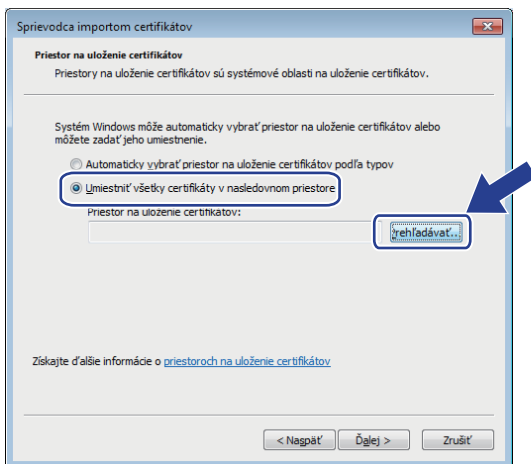 Sprievodca importom certifikátov
Priestor na uloženie certifikátov
Priestory na uloženie certifikátov sú systémové oblasti na uloženie certifikátov.
Systém Windows môže automaticky vybrať priestor na uloženie certifikátov alebo
môžete zadať jeho umiestnenie.
Automaticky vybrať priestor na uloženie certifikátov podľa typov
Umiestniť všetky certifikáty v nasledovnom priestore
Priestor na uloženie certifikátov:
Prehľadávať...
Získajte ďalšie informácie o priestoroch na uloženie certifikátov
< Naspäť
Ďalej >
Zrušiť